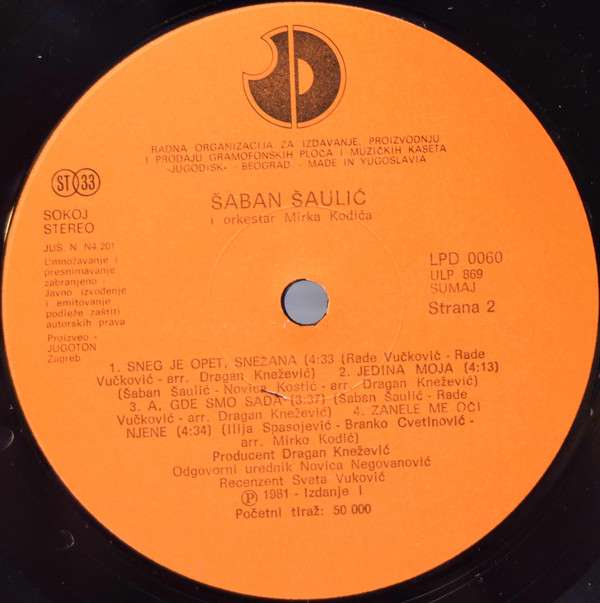 RADNA ORGANIZACIJA ZA IZDAVANJE, PROIZVODNJU
I PRODAJU GRAMOFONSKIH PLOČA I MUZIČKIH KASETA
«JUGODISK» - BEOGRAD. - MADE IN YUGOSLAVIA
ST 33
ŠABAN ŠAULIĆ
i orkestar Mirka Kodića
SOKOJ
STEREO
JUS. N. N4 201
Umnožavanje i
presnimavanje
zabranjeno -
Javno izvođenje
i emitovanje
podleže zaštiti
autorskih prava
Proizveo -
JUGOTON
Zagreb
LPD 0060
ULP 869
SUMAJ
Strana 2
1. SNEG JE OPET, SNEŽANA (4:33 (Rade Vučković - Rade
Vučković - arr. Dragan Knežević) 2. JEDINA MOJA (4:13)
(Šaban Šaulić - Novica Kostić - arr - Dragan Knežević)
3. A, GDE SMO SADA (3:37) (Šaban Šaulić - Rade
Vučković - arr. Dragan Knežević) 4. ZANELE ME OČI
NJENE (4:34) (Ilija Spasojević - Branko Cvetinović -
arr. Mirko Kodić)
Producent Dragan Knežević
Odgovorni urednik Novica Negovanović
Recenzent Sveta Vuković
Ⓟ 1981 - Izdanje I
Početni tiraž: 50 000